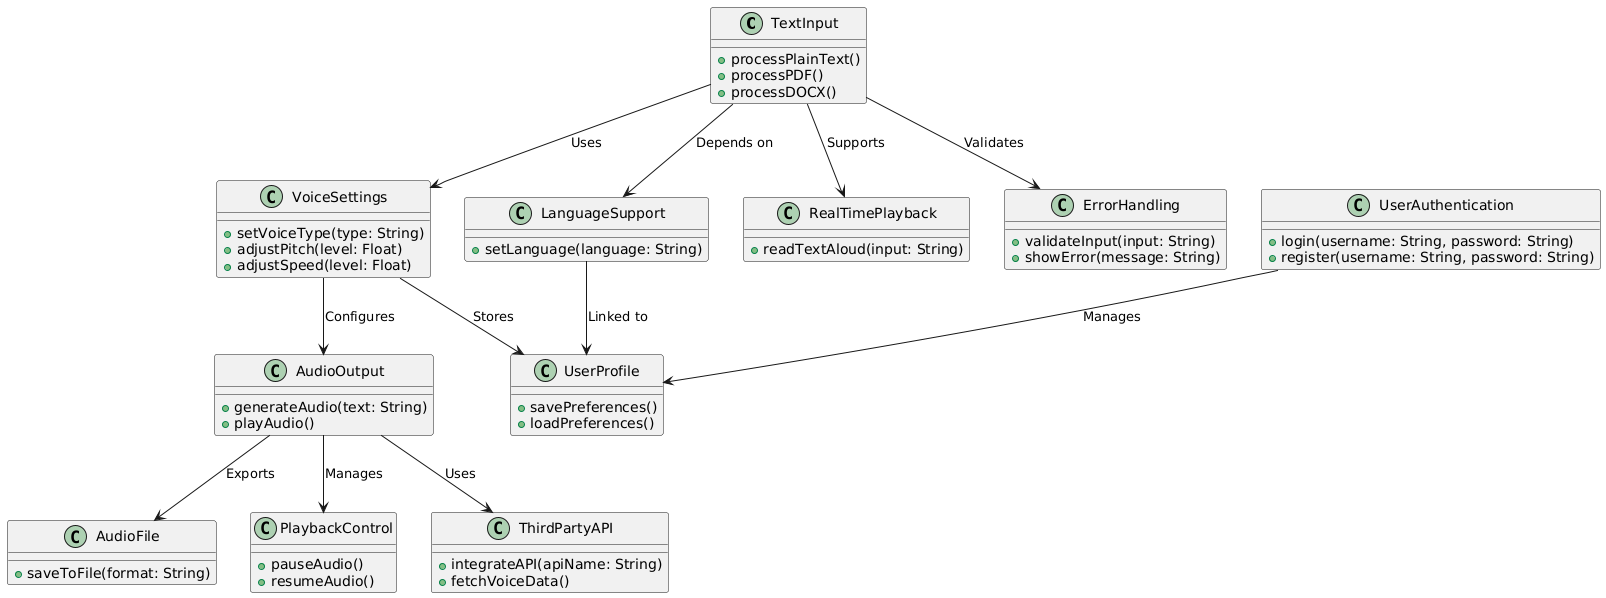 C TextInput
processPlainText()
processPDF()
processDOCX()
Uses
Depends on
Supports
Validates
C VoiceSettings
setVoiceType(type: String)
adjustPitch(level: Float)
adjustSpeed(level: Float)
C LanguageSupport
setLanguage(language: String)
C RealTimePlayback
readTextAloud(input: String)
C ErrorHandling
validateInput(input: String)
showError(message: String)
C UserAuthentication
login(username: String, password: String)
register(username: String, password: String)
Configures
Stores
Linked to
Manages
C AudioOutput
generateAudio(text: String)
playAudio()
C UserProfile
savePreferences()
loadPreferences()
Exports
Manages
Uses
C AudioFile
saveToFile(format: String)
C PlaybackControl
pauseAudio()
resumeAudio()
C ThirdPartyAPI
integrateAPI(apiName: String)
fetchVoiceData()